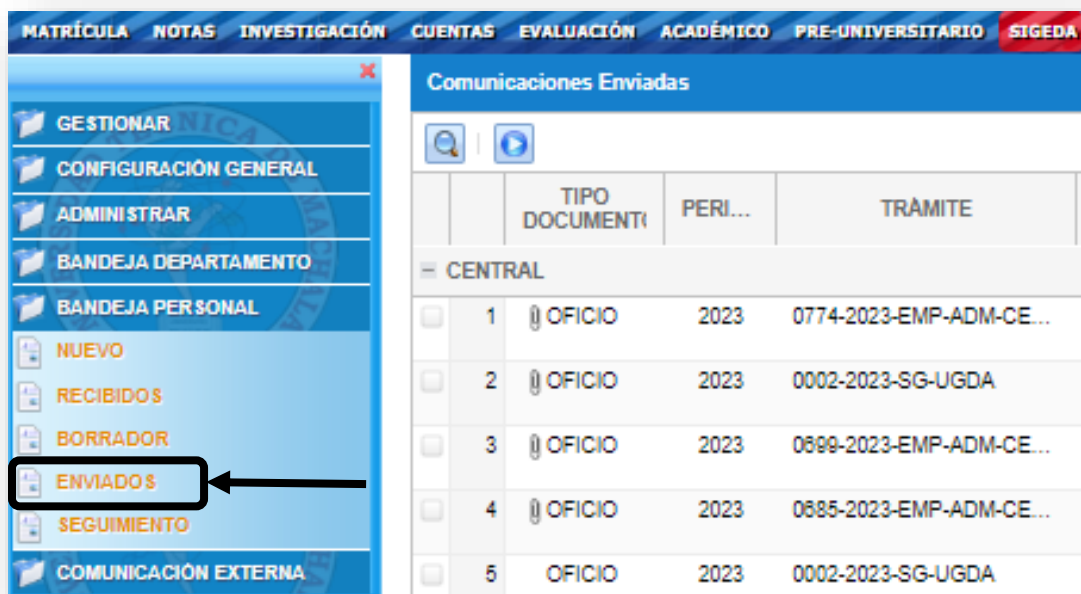 MATRÍCULA NOTAS INVESTIGACIÓN CUENTAS EVALUACIÓN ACADÉMICO PRE-UNIVERSITARIO SIGEDA
GESTIONAR
CONFIGURACIÓN GENERAL
ADMINISTRAR
BANDEJA DEPARTAMENTO
BANDEJA PERSONAL
NUEVO
RECIBIDOS
BORRADOR
ENVIADOS
SEGUIMIENTO
COMUNICACIÓN EXTERNA
Comunicaciones Enviadas
TIPO
DOCUMENT( PERI... TRÁMITE
CENTRAL
1 OFICIO 2023 0774-2023-EMP-ADM-CE...
2 OFICIO 2023 0002-2023-SG-UGDA
3 OFICIO 2023 0699-2023-EMP-ADM-CE...
4 OFICIO 2023 0685-2023-EMP-ADM-CE...
5 OFICIO 2023 0002-2023-SG-UGDA